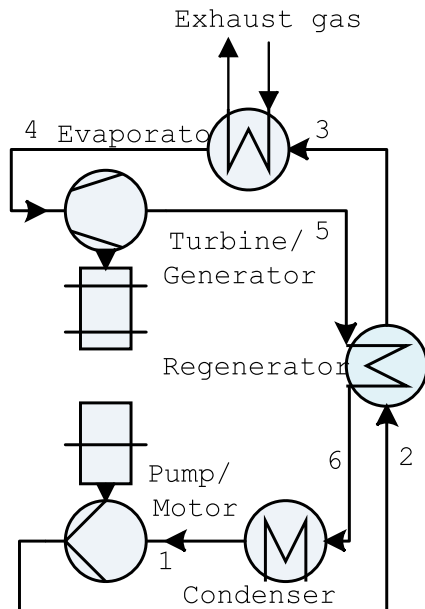 Exhaust gas
4
Evaporato
3
5
Turbine/
Generator
Regenerator
6
2
Pump/
Motor
1
Condenser